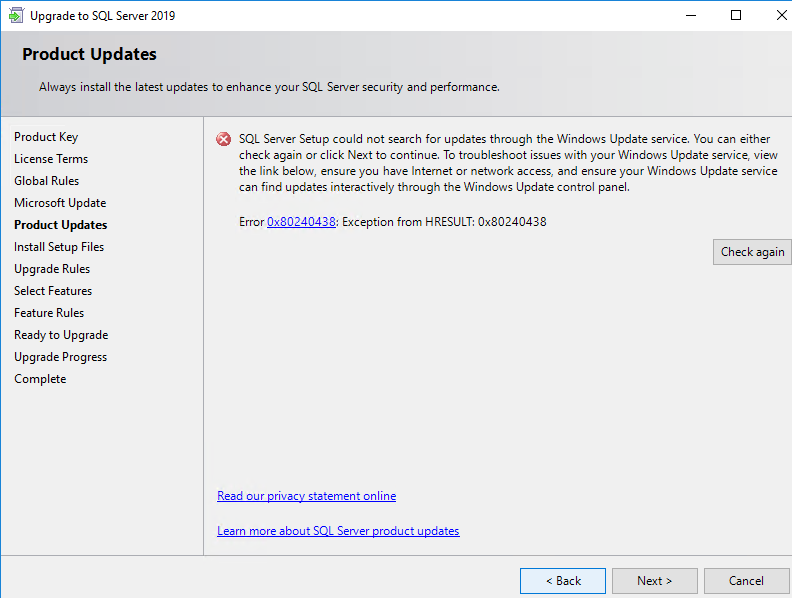 Upgrade to SQL Server 2019
Product Updates
Always install the latest updates to enhance your SQL Server security and performance.
Product Key
License Terms
Global Rules
Microsoft Update
Product Updates
Install Setup Files
Upgrade Rules
Select Features
Feature Rules
Ready to Upgrade
Upgrade Progress
Complete
SQL Server Setup could not search for updates through the Windows Update service. You can either
check again or click Next to continue. To troubleshoot issues with your Windows Update service, view
the link below, ensure you have Internet or network access, and ensure your Windows Update service
can find updates interactively through the Windows Update control panel.
Error 0x80240438: Exception from HRESULT: 0x80240438
Check again
Read our privacy statement online
Learn more about SQL Server product updates
< Back
Next >
Cancel